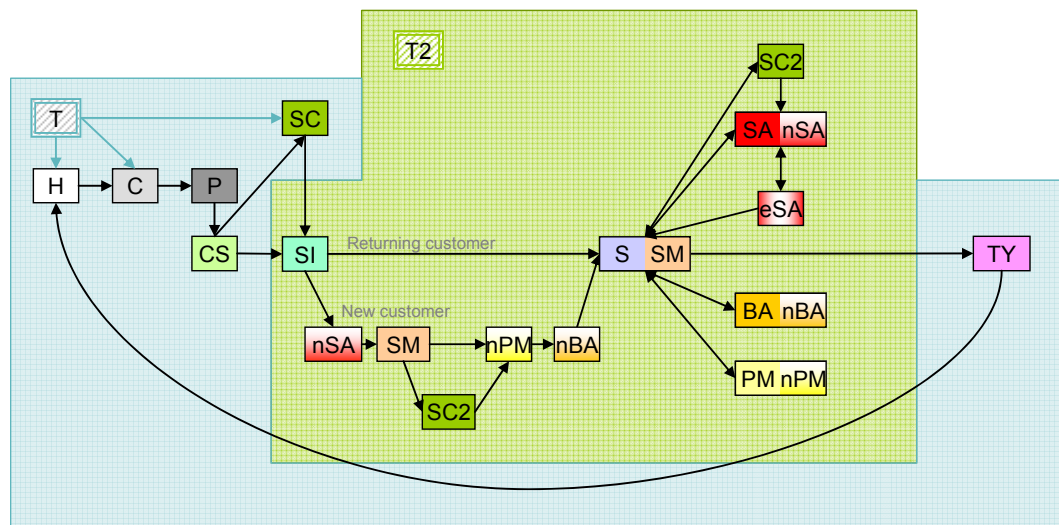 T2
SC2
T
SC
SA nSA
H
C
P
eSA
CS
SI
Returning customer
S SM
TY
New customer
BA nBA
nSA
SM
nPM
nBA
PM nPM
SC2